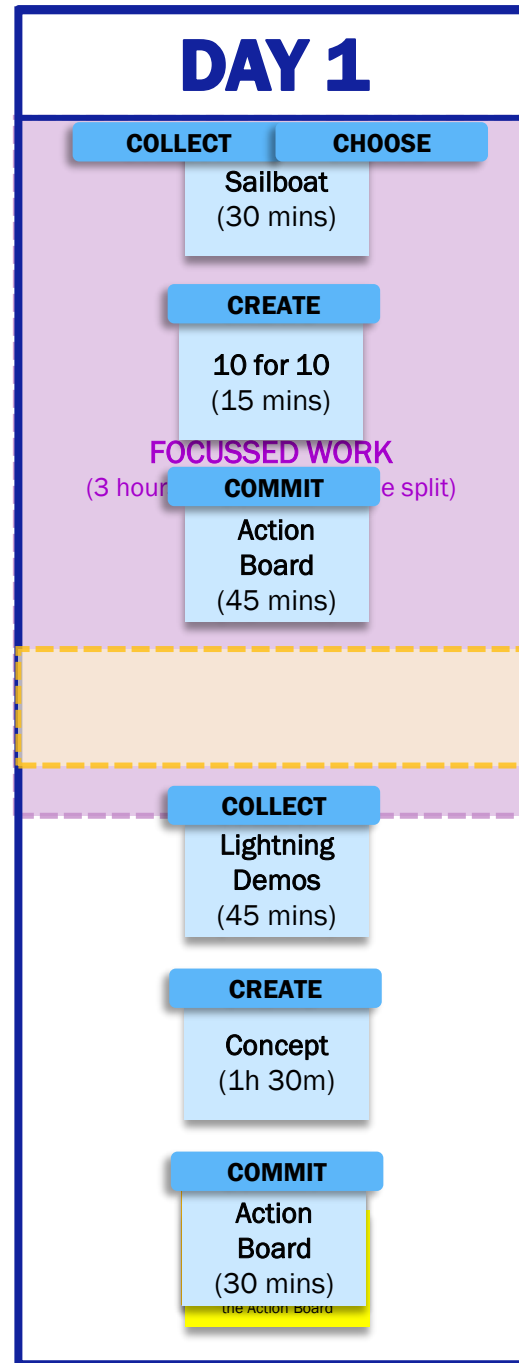 DAY 1
COLLECT CHOOSE
Sailboat
(30 mins)
CREATE
10 for 10
(15 mins)
FOCUSSED WORK
(3 hour e split)
COMMIT
Action
Board
(45 mins)
COLLECT
Lightning
Demos
(45 mins)
CREATE
Concept
(1h 30m)
COMMIT
Action
Board
(30 mins)
the Action Board